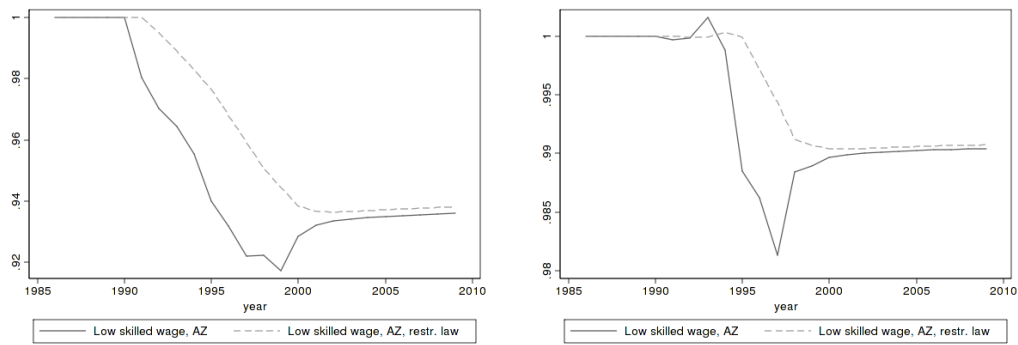 1
.98
.96
.94
.92
1985 1990 1995 2000 2005 2010
year
Low skilled wage, AZ Low skilled wage, AZ, restr. law
1
.995
.99
.985
.98
1985 1990 1995 2000 2005 2010
year
Low skilled wage, AZ Low skilled wage, AZ, restr. law